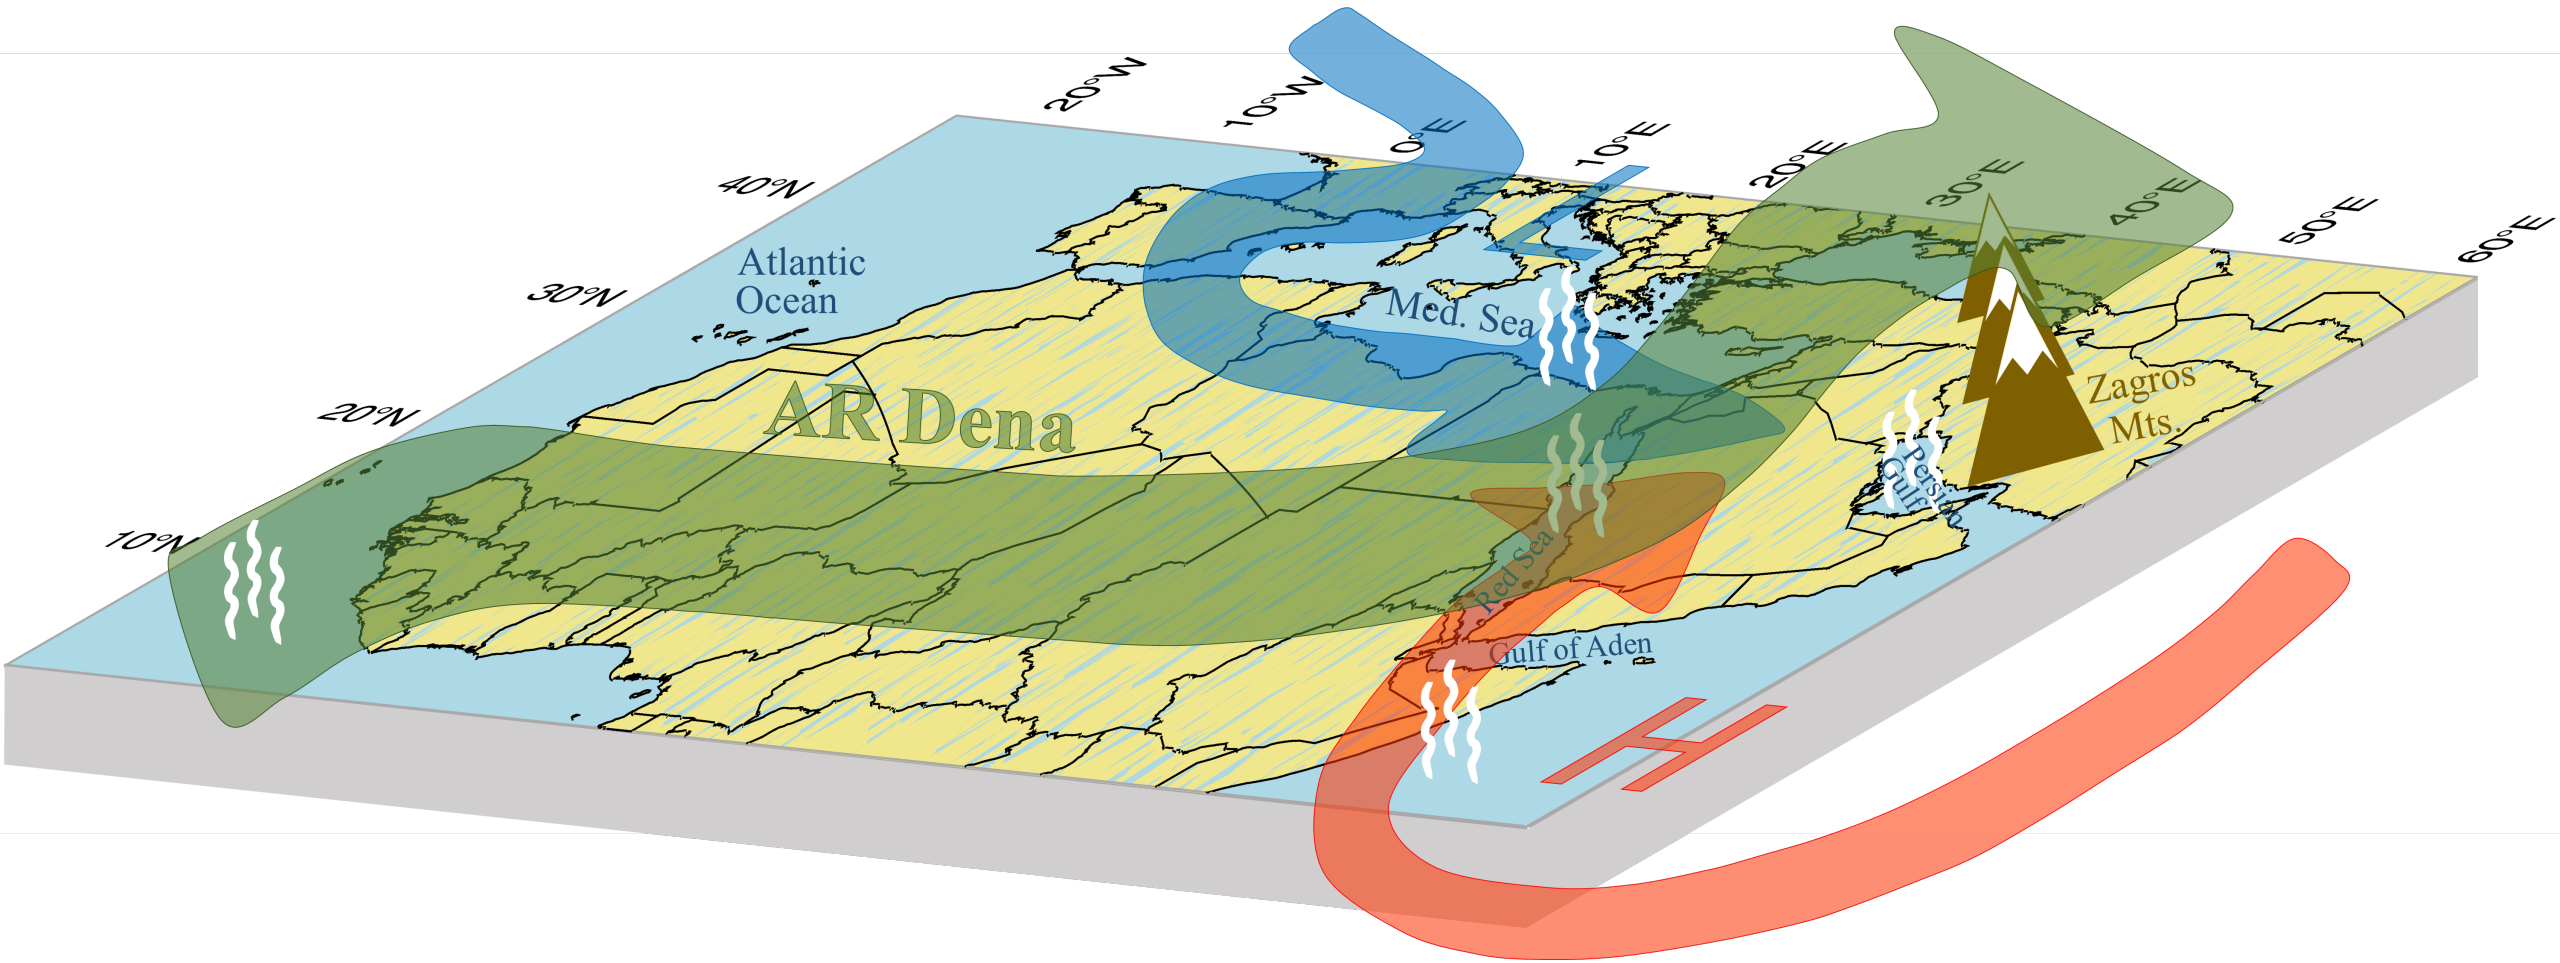 20°W
10°W
0°E
10°E
20°E
30°E
40°E
50°E
60°E
40°N
30°N
20°N
10°N
Atlantic
Ocean
L
Med. Sea
AR Dena
Zagros
Mts.
Persian
Gulf
Red Sea
Gulf of Aden
H